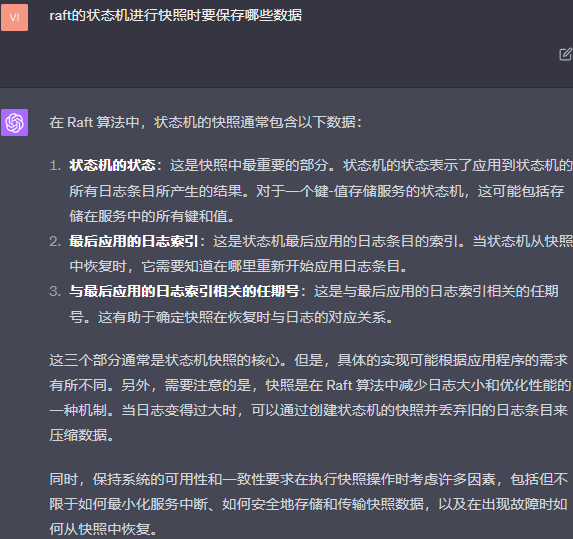 VI
raft的状态机进行快照时要保存哪些数据
在 Raft 算法中，状态机的快照通常包含以下数据：
1. 状态机的状态：这是快照中最重要的部分。状态机的状态表示了应用到状态机的
所有日志条目所产生的结果。对于一个键-值存储服务的状态机，这可能包括存
储在服务中的所有键和值。
2. 最后应用的日志索引：这是状态机最后应用的日志条目的索引。当状态机从快照
中恢复时，它需要知道在哪里重新开始应用日志条目。
3. 与最后应用的日志索引相关的任期号：这是与最后应用的日志索引相关的任期
号。这有助于确定快照在恢复时与日志的对应关系。
这三个部分通常是状态机快照的核心。但是，具体的实现可能根据应用程序的需求
有所不同。另外，需要注意的是，快照是在 Raft 算法中减少日志大小和优化性能的
一种机制。当日志变得过大时，可以通过创建状态机的快照并丢弃旧的日志条目来
压缩数据。
同时，保持系统的可用性和一致性要求在执行快照操作时考虑许多因素，包括但不
限于如何最小化服务中断、如何安全地存储和传输快照数据，以及在出现故障时如
何从快照中恢复。